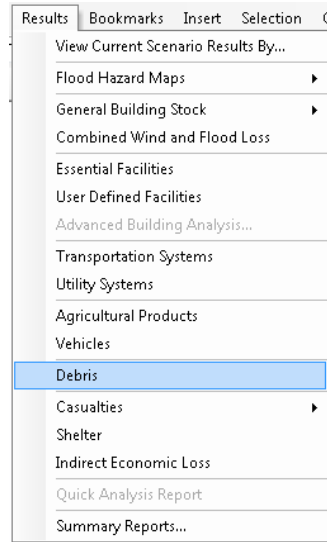 Results Bookmarks Insert Selection
View Current Scenario Results By...
Flood Hazard Maps
General Building Stock
Combined Wind and Flood Loss
Essential Facilities
User Defined Facilities
Advanced Building Analysis...
Transportation Systems
Utility Systems
Agricultural Products
Vehicles
Debris
Casualties
Shelter
Indirect Economic Loss
Quick Analysis Report
Summary Reports...